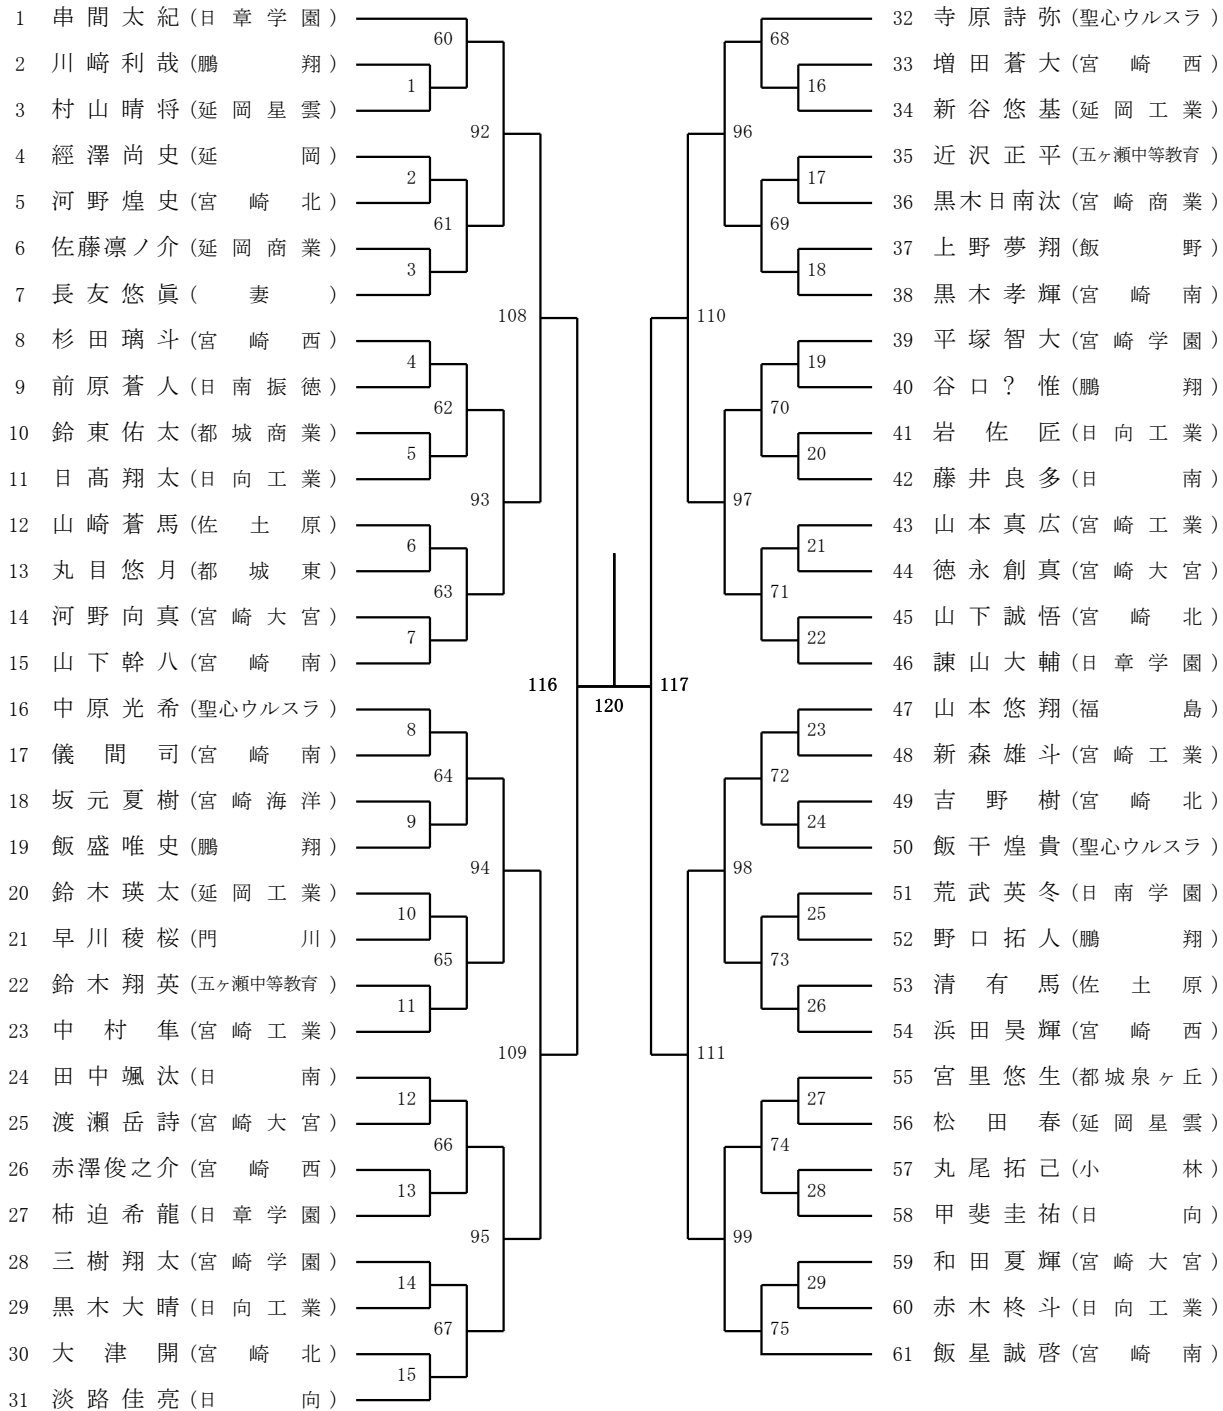 1 串間太紀(日章学園)
2 川﨑利哉(鵬翔)
3 村山晴将(延岡星雲)
4 經澤尚史(延岡)
5 河野煌史(宮崎北)
6 佐藤凛ノ介(延岡商業)
7 長友悠眞(妻)
8 杉田璃斗(宮崎西)
9 前原蒼人(日南振徳)
10 鈴東佑太(都城商業)
11 日髙翔太(日向工業)
12 山崎蒼馬(佐土原)
13 丸目悠月(都城東)
14 河野向真(宮崎大宮)
15 山下幹八(宮崎南)
16 中原光希(聖心ウルスラ)
17 儀間司(宮崎南)
18 坂元夏樹(宮崎海洋)
19 飯盛唯史(鵬翔)
20 鈴木瑛太(延岡工業)
21 早川稜桜(門川)
22 鈴木翔英(五ヶ瀬中等教育)
23 中村隼(宮崎工業)
24 田中颯汰(日南)
25 渡瀨岳詩(宮崎大宮)
26 赤澤俊之介(宮崎西)
27 柿迫希龍(日章学園)
28 三樹翔太(宮崎学園)
29 黒木大晴(日向工業)
30 大津開(宮崎北)
31 淡路佳亮(日向)
60
1
92
2
61
3
108
4
62
5
93
6
63
7
116
8
64
9
94
10
65
11
109
12
66
13
95
14
67
15
120
68
16
96
17
69
18
110
19
70
20
97
21
71
22
117
23
72
24
98
25
73
26
111
27
74
28
99
29
75
32 寺原詩弥(聖心ウルスラ)
33 増田蒼大(宮崎西)
34 新谷悠基(延岡工業)
35 近沢正平(五ヶ瀬中等教育)
36 黒木日南汰(宮崎商業)
37 上野夢翔(飯野)
38 黒木孝輝(宮崎南)
39 平塚智大(宮崎学園)
40 谷口?惟(鵬翔)
41 岩佐匠(日向工業)
42 藤井良多(日南)
43 山本真広(宮崎工業)
44 徳永創真(宮崎大宮)
45 山下誠悟(宮崎北)
46 諫山大輔(日章学園)
47 山本悠翔(福島)
48 新森雄斗(宮崎工業)
49 吉野樹(宮崎北)
50 飯干煌貴(聖心ウルスラ)
51 荒武英冬(日南学園)
52 野口拓人(鵬翔)
53 清有馬(佐土原)
54 浜田昊輝(宮崎西)
55 宮里悠生(都城泉ヶ丘)
56 松田春(延岡星雲)
57 丸尾拓己(小林)
58 甲斐圭祐(日向)
59 和田夏輝(宮崎大宮)
60 赤木柊斗(日向工業)
61 飯星誠啓(宮崎南)